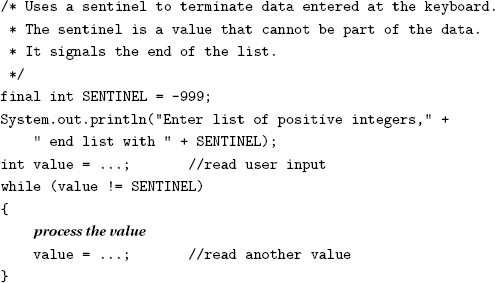 /* Uses a sentinel to terminate data entered at the keyboard.
 * The sentinel is a value that cannot be part of the data.
 * It signals the end of the list.
 */
final int SENTINEL = -999;
System.out.println("Enter list of positive integers," +
    " end list with " + SENTINEL);
int value = ...;       //read user input
while (value != SENTINEL)
{
    process the value
    value = ...;       //read another value
}